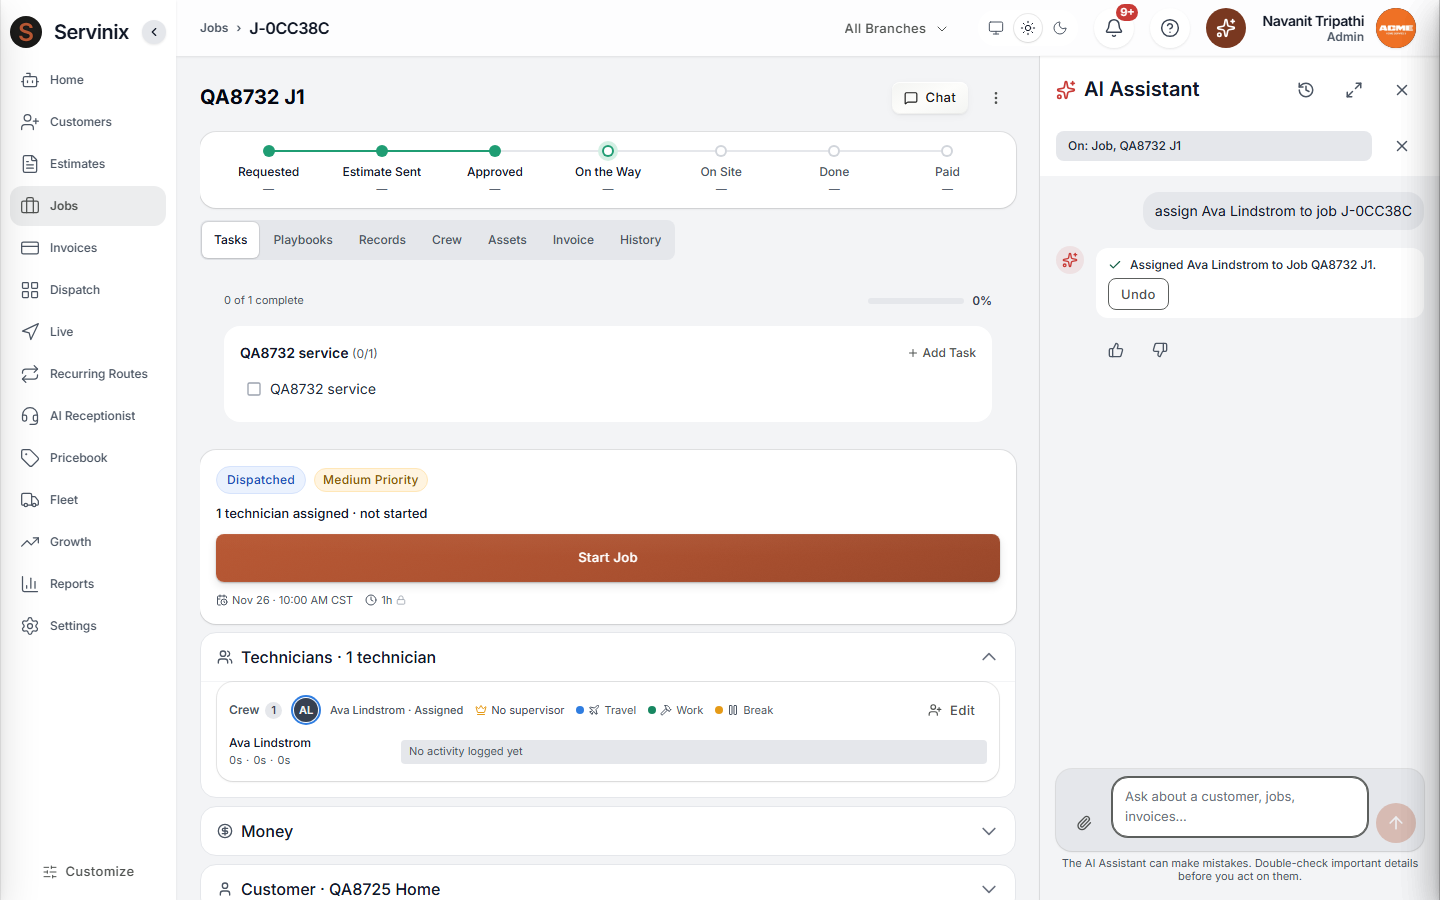 Servinix
Home
Customers
Estimates
Jobs
Invoices
Dispatch
Live
Recurring Routes
AI Receptionist
Pricebook
Fleet
Growth
Reports
Settings
Customize
Jobs › J-0CC38C
All Branches
9+
Navanit Tripathi
Admin
ACME
QA8732 J1
Chat
Requested
Estimate Sent
Approved
On the Way
On Site
Done
Paid
— — — — — — —
Tasks
Playbooks
Records
Crew
Assets
Invoice
History
0 of 1 complete
0%
QA8732 service (0/1)
+ Add Task
QA8732 service
Dispatched
Medium Priority
1 technician assigned · not started
Start Job
Nov 26 · 10:00 AM CST
1h
Technicians · 1 technician
Crew 1 AL Ava Lindstrom · Assigned No supervisor Travel Work Break Edit
Ava Lindstrom
0s · 0s · 0s
No activity logged yet
Money
Customer · QA8725 Home
AI Assistant
On: Job, QA8732 J1
assign Ava Lindstrom to job J-0CC38C
Assigned Ava Lindstrom to Job QA8732 J1.
Undo
Ask about a customer, jobs,
invoices...
The AI Assistant can make mistakes. Double-check important details
before you act on them.